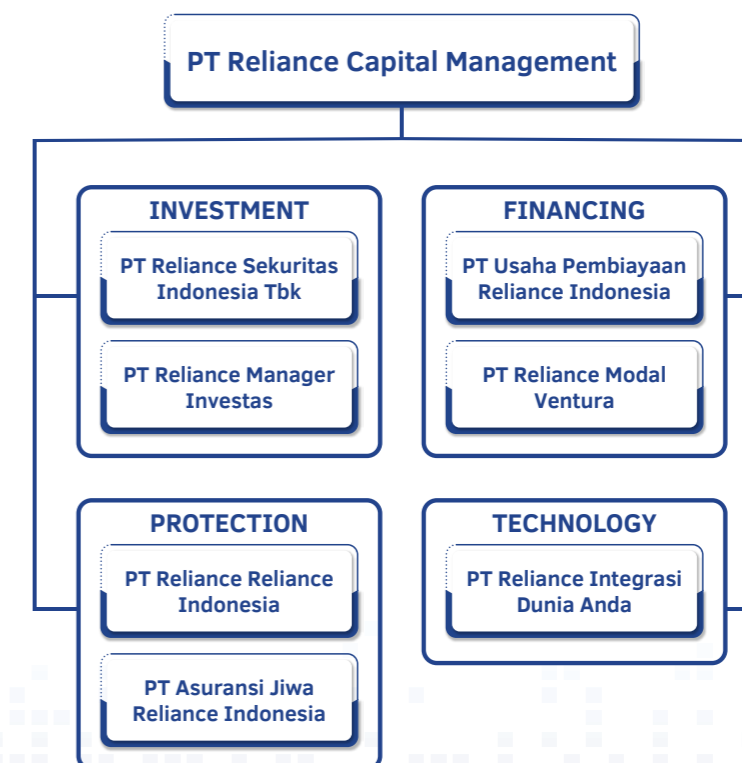 PT Reliance Capital Management
INVESTMENT
PT Reliance Sekuritas
Indonesia Tbk
PT Reliance Manager
Investas
FINANCING
PT Usaha Pembiayaan
Reliance Indonesia
PT Reliance Modal
Ventura
PROTECTION
PT Reliance Reliance
Indonesia
PT Asuransi Jiwa
Reliance Indonesia
TECHNOLOGY
PT Reliance Integrasi
Dunia Anda